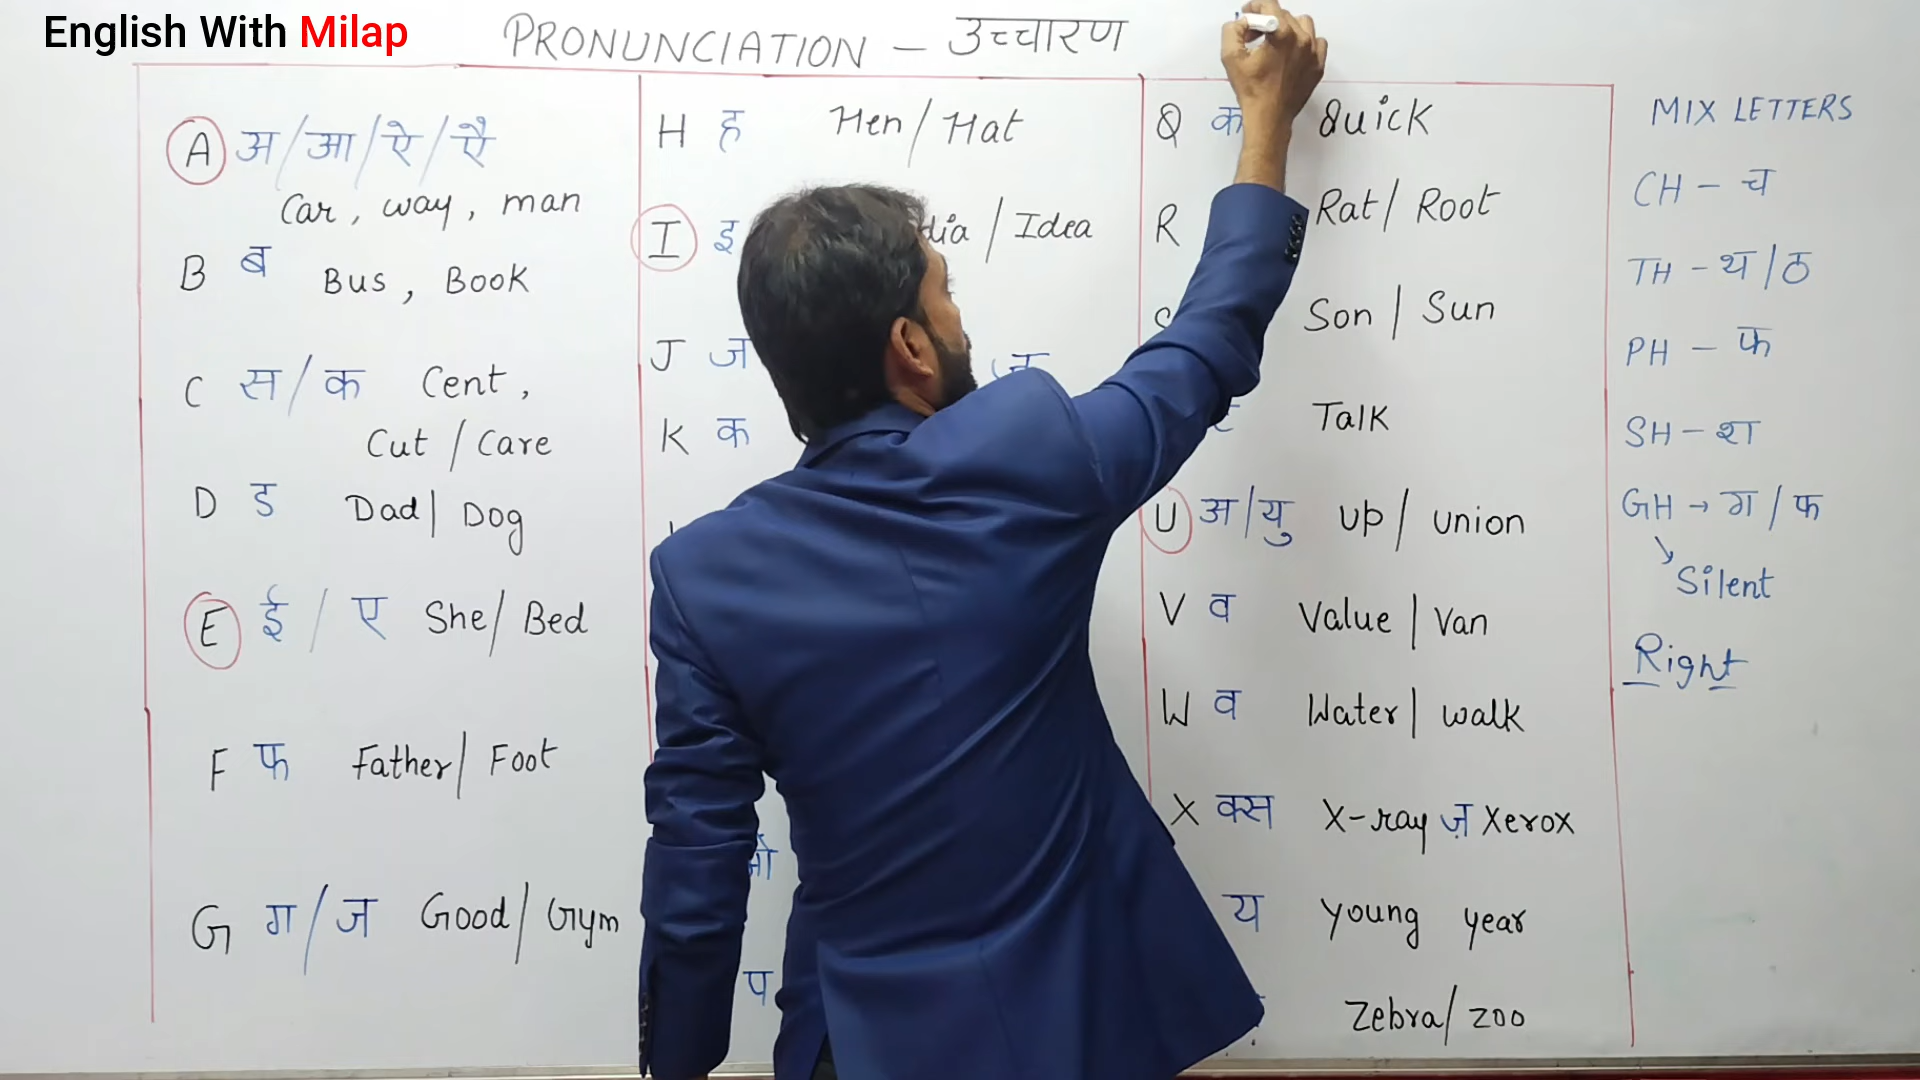 English With Milap
PRONUNCIATION – उच्चारण
A अ/आ/ऐ/ऐ
Car, way, man
B ब Bus, Book
C स/क Cent,
Cut / Care
D ड Dad| Dog
E ई / ए She/ Bed
F फ Father/ Foot
G ग/ज Good/ Gym
H ह Hen/ Hat
I इ / Idea
J ज ज
K क
ओ
प
Q क Quick
R Rat/ Root
Son | Sun
Talk
U अ/यु up/ union
V व Value | Van
W व Water| walk
X क्स X-ray ज़ Xerox
य Young year
Zebra/ zoo
MIX LETTERS
CH – च
TH – थ/ठ
PH – फ
SH – श
GH → ग / फ
↘ Silent
Right